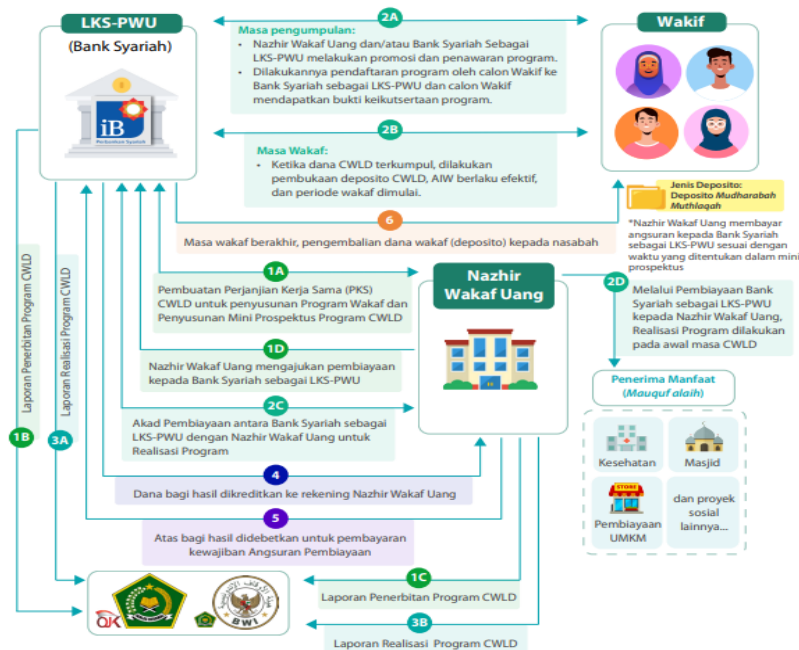 LKS-PWU
(Bank Syariah)
iB
Perbankan Syariah
2A
Masa pengumpulan:
• Nazhir Wakaf Uang dan/atau Bank Syariah Sebagai
LKS-PWU melakukan promosi dan penawaran program.
• Dilakukannya pendaftaran program oleh calon Wakif ke
Bank Syariah sebagai LKS-PWU dan calon Wakif
mendapatkan bukti keikutsertaan program.
Wakif
2B
Masa Wakaf:
• Ketika dana CWLD terkumpul, dilakukan
pembukaan deposito CWLD, AIW berlaku efektif,
dan periode wakaf dimulai.
Jenis Deposito:
Deposito Mudharabah
Muthlaqah
6
Masa wakaf berakhir, pengembalian dana wakaf (deposito) kepada nasabah
*Nazhir Wakaf Uang membayar
angsuran kepada Bank Syariah
sebagai LKS-PWU sesuai dengan
waktu yang ditentukan dalam mini
prospektus
1A
Pembuatan Perjanjian Kerja Sama (PKS)
CWLD untuk penyusunan Program Wakaf dan
Penyusunan Mini Prospektus Program CWLD
Nazhir
Wakaf Uang
2D
Melalui Pembiayaan Bank
Syariah sebagai LKS-PWU
kepada Nazhir Wakaf Uang,
Realisasi Program dilakukan
pada awal masa CWLD
1D
Nazhir Wakaf Uang mengajukan pembiayaan
kepada Bank Syariah sebagai LKS-PWU
2C
Akad Pembiayaan antara Bank Syariah sebagai
LKS-PWU dengan Nazhir Wakaf Uang untuk
Realisasi Program
Penerima Manfaat
(Mauquf alaih)
Kesehatan
Masjid
STORE
Pembiayaan
UMKM
dan proyek
sosial
lainnya...
4
Dana bagi hasil dikreditkan ke rekening Nazhir Wakaf Uang
5
Atas bagi hasil didebetkan untuk pembayaran
kewajiban Angsuran Pembiayaan
1B
Laporan Penerbitan Program CWLD
3A
Laporan Realisasi Program CWLD
OJK
BWI
1C
Laporan Penerbitan Program CWLD
3B
Laporan Realisasi Program CWLD